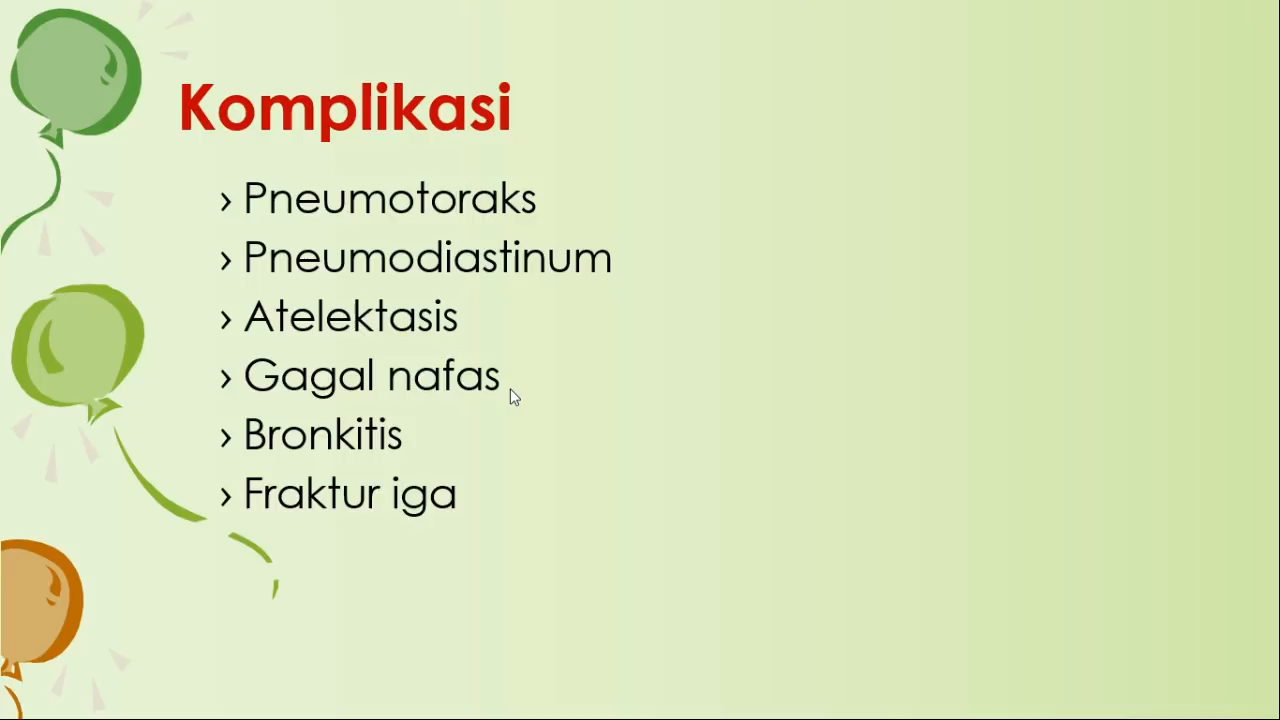 Komplikasi
› Pneumotoraks
› Pneumodiastinum
› Atelektasis
› Gagal nafas
› Bronkitis
› Fraktur iga